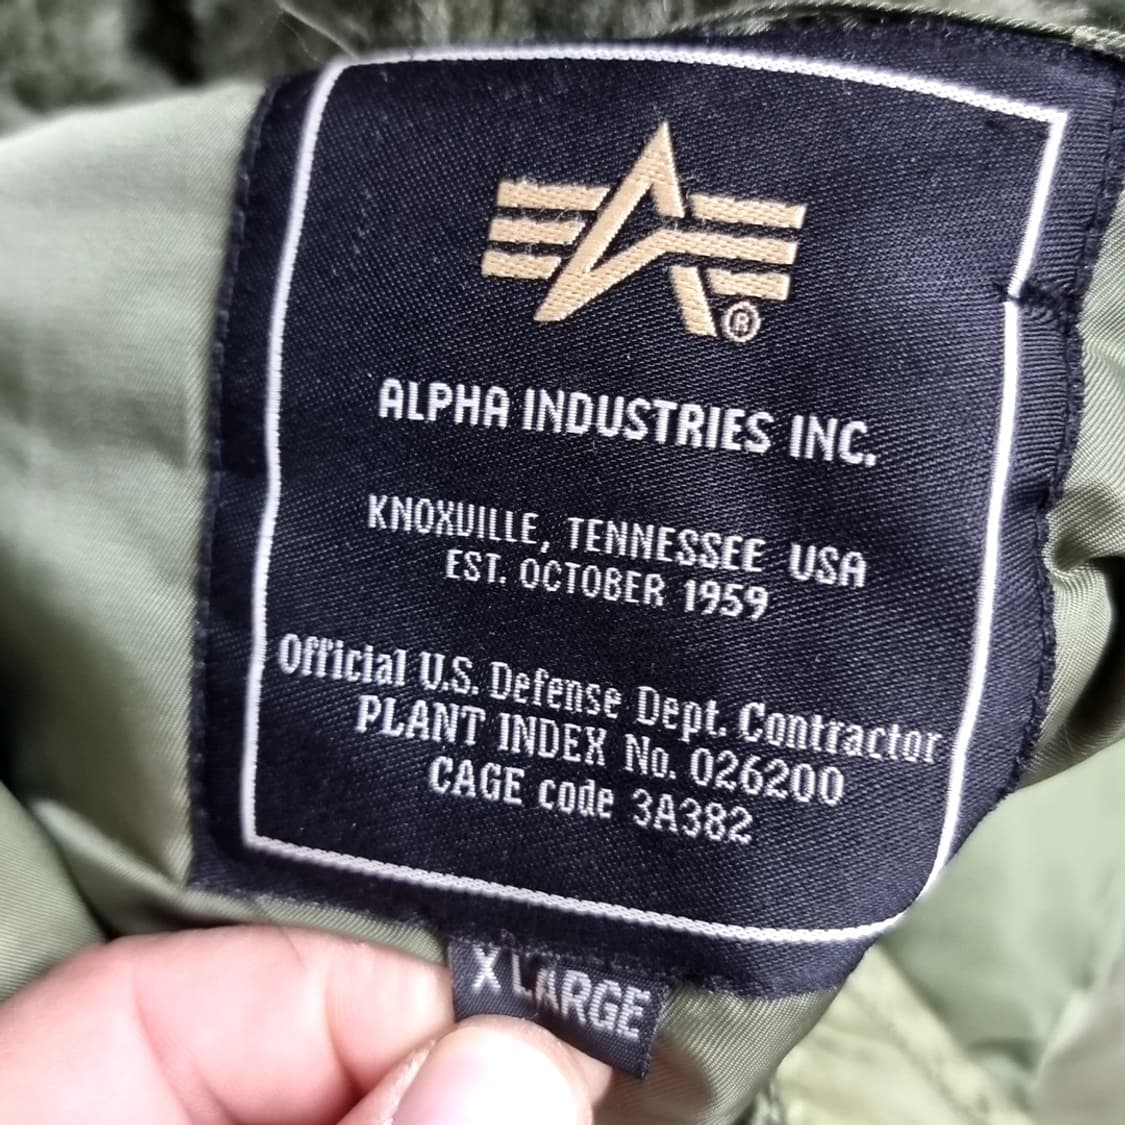 ®
ALPHA INDUSTRIES INC.
KNOXVILLE, TENNESSEE USA
EST. OCTOBER 1959
Official U.S. Defense Dept. Contractor
PLANT INDEX No. 026200
CAGE code 3A382
X LARGE